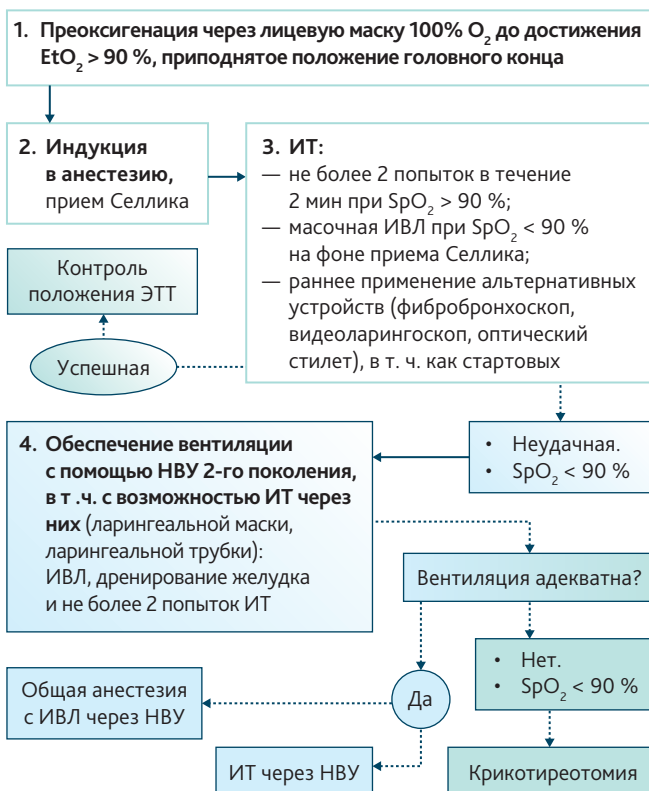 1. Преоксигенация через лицевую маску 100% O₂ до достижения
EtO₂ > 90 %, приподнятое положение головного конца
2. Индукция
в анестезию,
прием Селлика
3. ИТ:
— не более 2 попыток в течение
2 мин при SpO₂ > 90 %;
— масочная ИВЛ при SpO₂ < 90 %
на фоне приема Селлика;
— раннее применение альтернативных
устройств (фибробронхоскоп,
видеоларингоскоп, оптический
стилет), в т. ч. как стартовых
Контроль
положения ЭТТ
Успешная
• Неудачная.
• SpO₂ < 90 %
4. Обеспечение вентиляции
с помощью НВУ 2-го поколения,
в т .ч. с возможностью ИТ через
них (ларингеальной маски,
ларингеальной трубки):
ИВЛ, дренирование желудка
и не более 2 попыток ИТ
Вентиляция адекватна?
• Нет.
• SpO₂ < 90 %
Да
Общая анестезия
с ИВЛ через НВУ
ИТ через НВУ
Крикотиреотомия